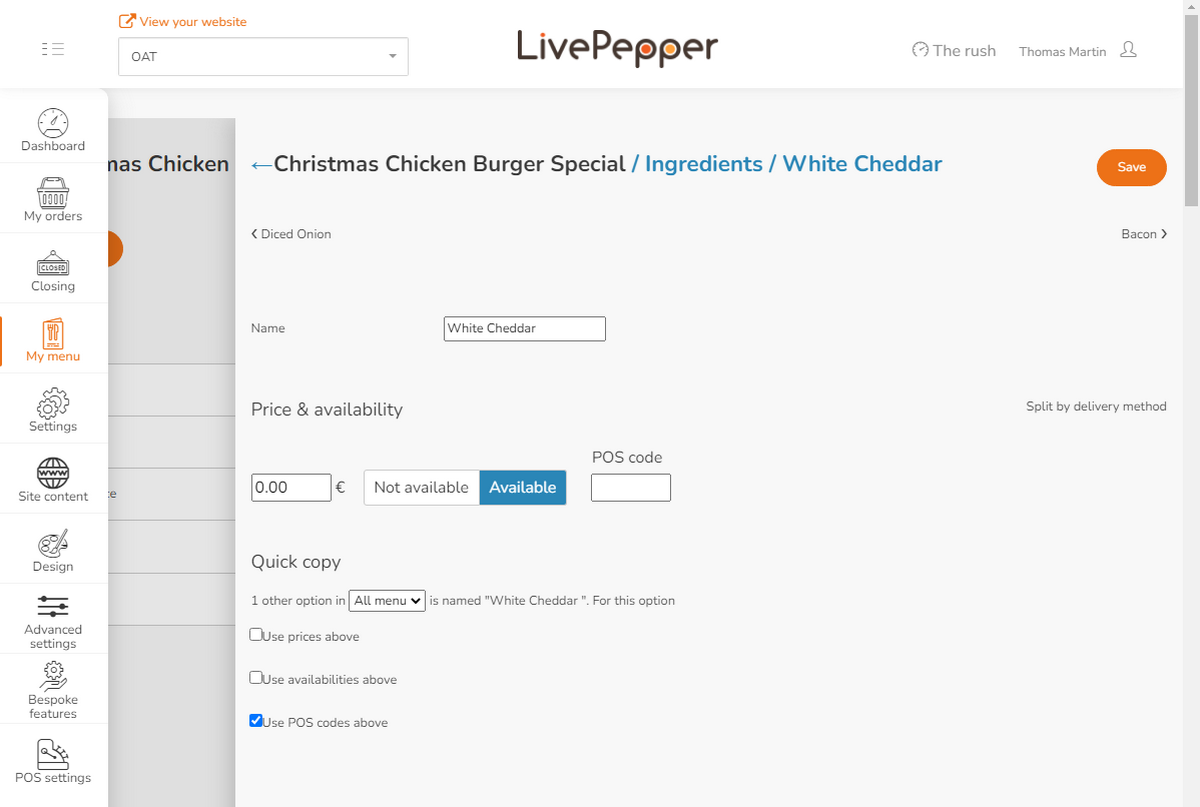 View your website
OAT
LivePepper
The rush
Thomas Martin
Dashboard
My orders
CLOSED
Closing
My menu
Settings
www
Site content
Design
Advanced
settings
Bespoke
features
POS settings
mas Chicken
←Christmas Chicken Burger Special / Ingredients / White Cheddar
Save
‹ Diced Onion
Bacon ›
Name
White Cheddar
Price & availability
Split by delivery method
POS code
0.00 €
Not available
Available
Quick copy
1 other option in All menu is named "White Cheddar ". For this option
Use prices above
Use availabilities above
Use POS codes above